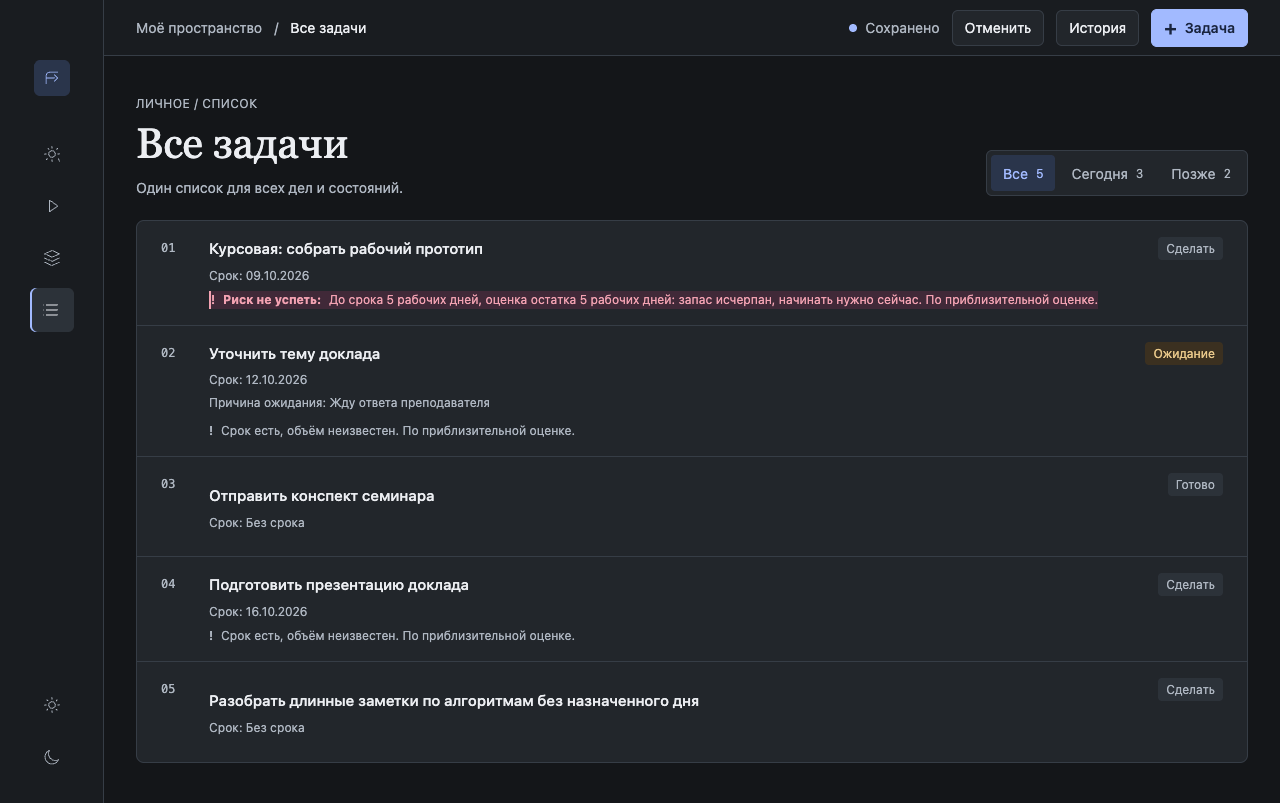 Моё пространство / Все задачи
Сохранено
Отменить
История
+ Задача
ЛИЧНОЕ / СПИСОК
Все задачи
Один список для всех дел и состояний.
Все 5
Сегодня 3
Позже 2
01
Курсовая: собрать рабочий прототип
Сделать
Срок: 09.10.2026
! Риск не успеть: До срока 5 рабочих дней, оценка остатка 5 рабочих дней: запас исчерпан, начинать нужно сейчас. По приблизительной оценке.
02
Уточнить тему доклада
Ожидание
Срок: 12.10.2026
Причина ожидания: Жду ответа преподавателя
! Срок есть, объём неизвестен. По приблизительной оценке.
03
Отправить конспект семинара
Готово
Срок: Без срока
04
Подготовить презентацию доклада
Сделать
Срок: 16.10.2026
! Срок есть, объём неизвестен. По приблизительной оценке.
05
Разобрать длинные заметки по алгоритмам без назначенного дня
Сделать
Срок: Без срока